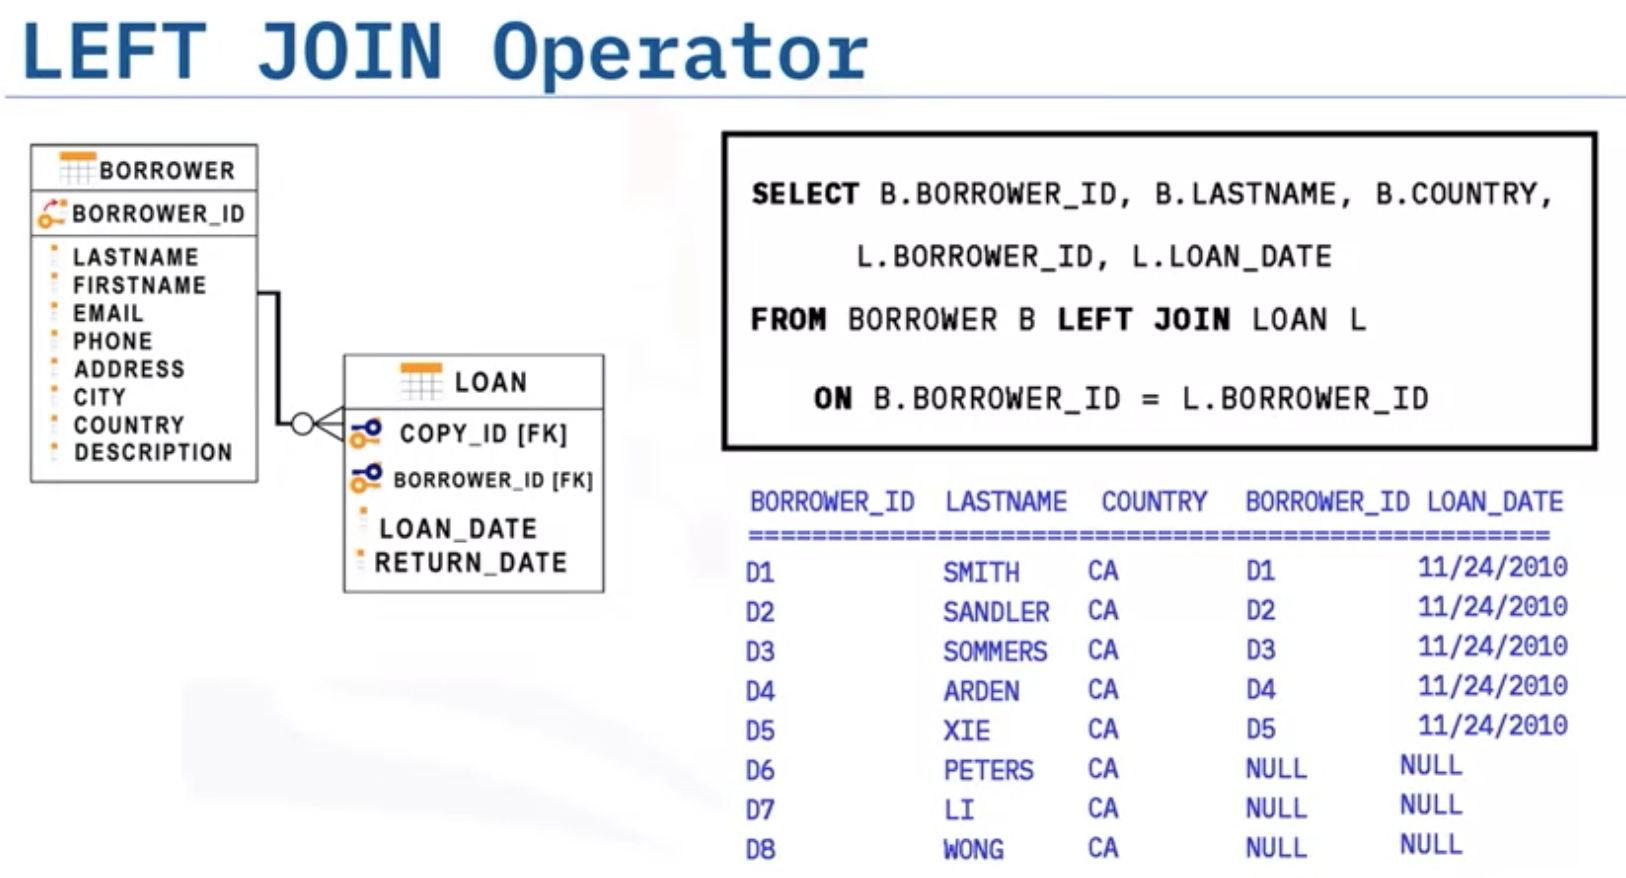 LEFT JOIN Operator
BORROWER
BORROWER_ID
LASTNAME
FIRSTNAME
EMAIL
PHONE
ADDRESS
CITY
COUNTRY
DESCRIPTION
LOAN
COPY_ID [FK]
BORROWER_ID [FK]
LOAN_DATE
RETURN_DATE
SELECT B.BORROWER_ID, B.LASTNAME, B.COUNTRY,
L.BORROWER_ID, L.LOAN_DATE
FROM BORROWER B LEFT JOIN LOAN L
ON B.BORROWER_ID = L.BORROWER_ID
BORROWER_ID LASTNAME COUNTRY BORROWER_ID LOAN_DATE
===================================================
D1 SMITH CA D1 11/24/2010
D2 SANDLER CA D2 11/24/2010
D3 SOMMERS CA D3 11/24/2010
D4 ARDEN CA D4 11/24/2010
D5 XIE CA D5 11/24/2010
D6 PETERS CA NULL NULL
D7 LI CA NULL NULL
D8 WONG CA NULL NULL